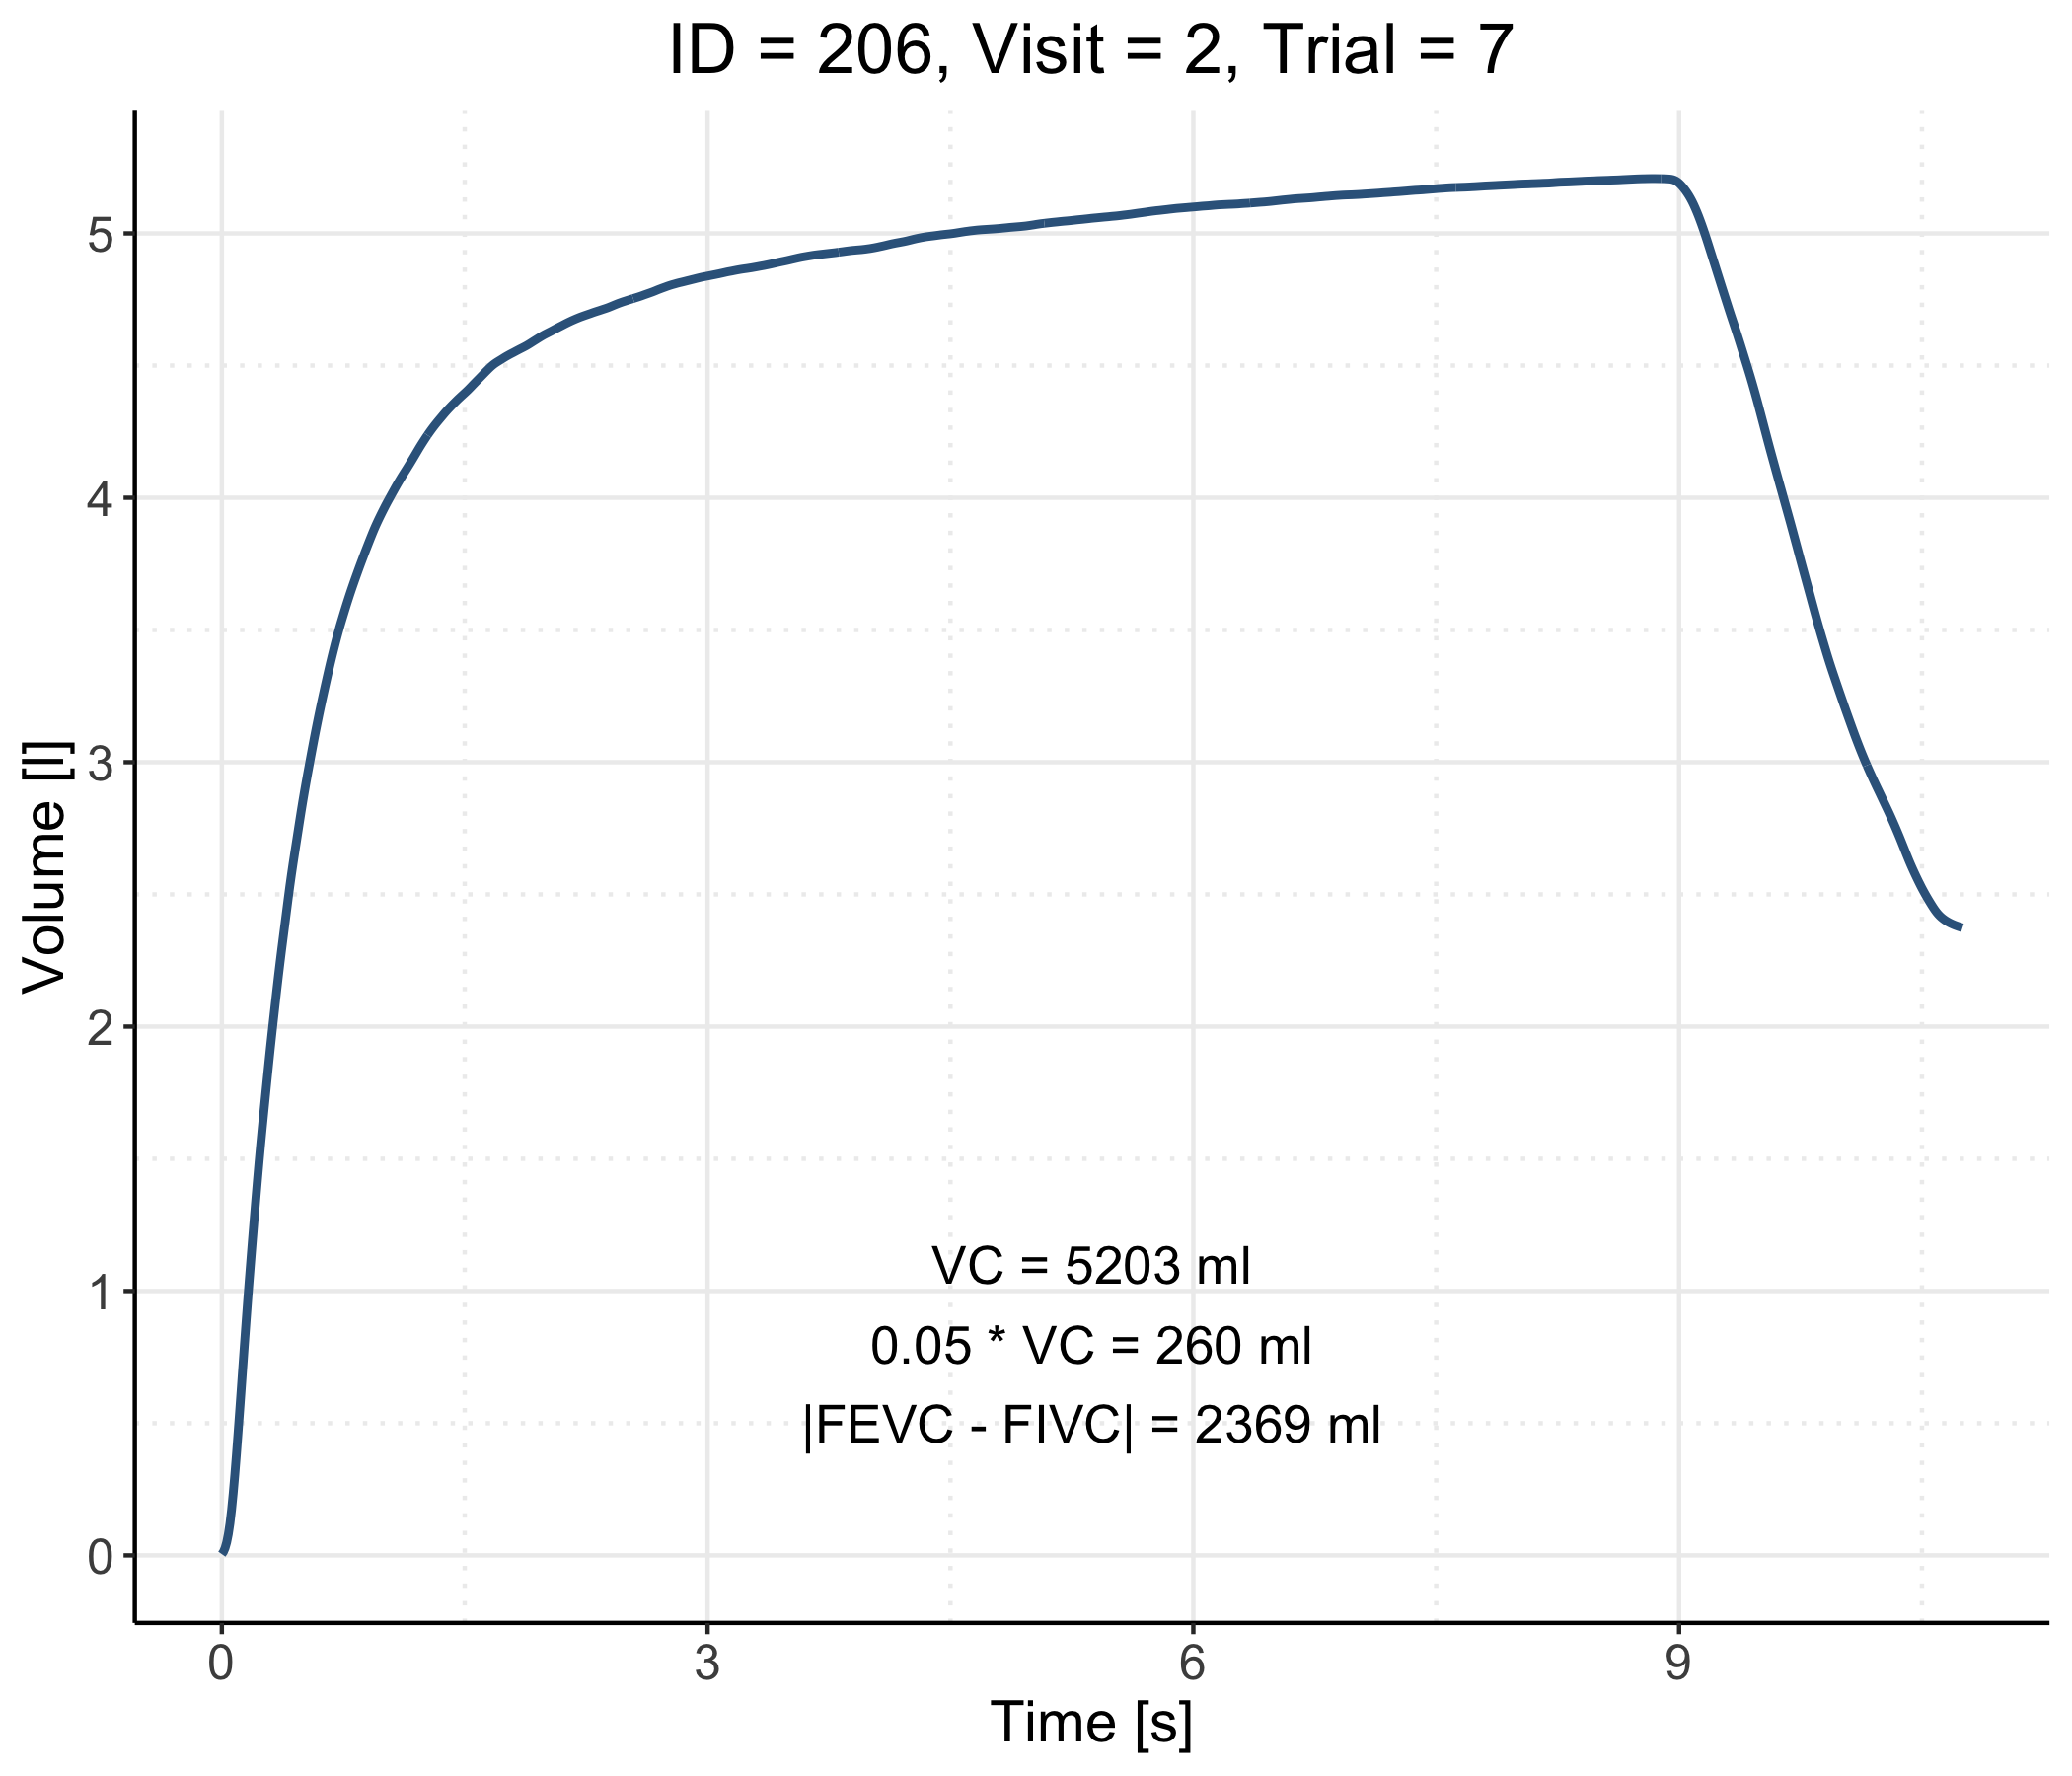 ID = 206, Visit = 2, Trial = 7
5
4
3
2
1
0
Volume [l]
VC = 5203 ml
0.05 * VC = 260 ml
|FEVC - FIVC| = 2369 ml
0 3 6 9
Time [s]